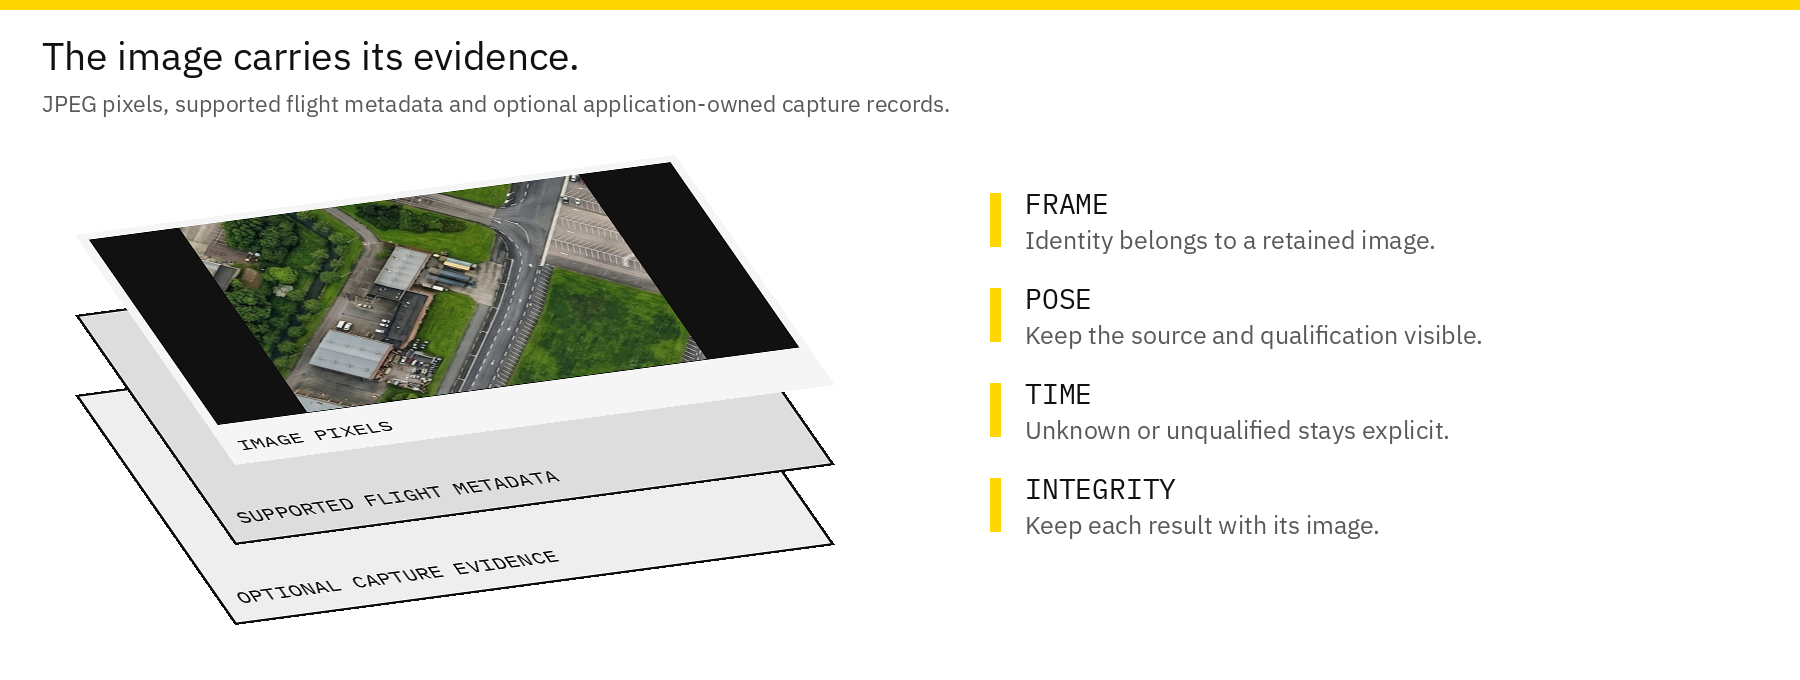 The image carries its evidence.
JPEG pixels, supported flight metadata and optional application-owned capture records.
IMAGE PIXELS
SUPPORTED FLIGHT METADATA
OPTIONAL CAPTURE EVIDENCE
FRAME
Identity belongs to a retained image.
POSE
Keep the source and qualification visible.
TIME
Unknown or unqualified stays explicit.
INTEGRITY
Keep each result with its image.